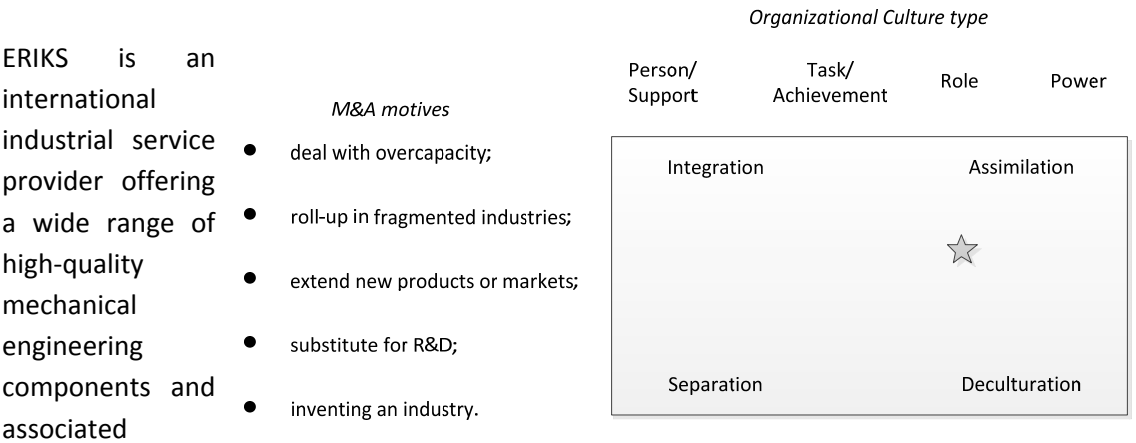 ERIKS is an
international
industrial service
provider offering
a wide range of
high-quality
mechanical
engineering
components and
associated
M&A motives
● deal with overcapacity;
● roll-up in fragmented industries;
● extend new products or markets;
● substitute for R&D;
● inventing an industry.
Organizational Culture type
Person/
Support
Task/
Achievement
Role
Power
Integration
Assimilation
Separation
Deculturation